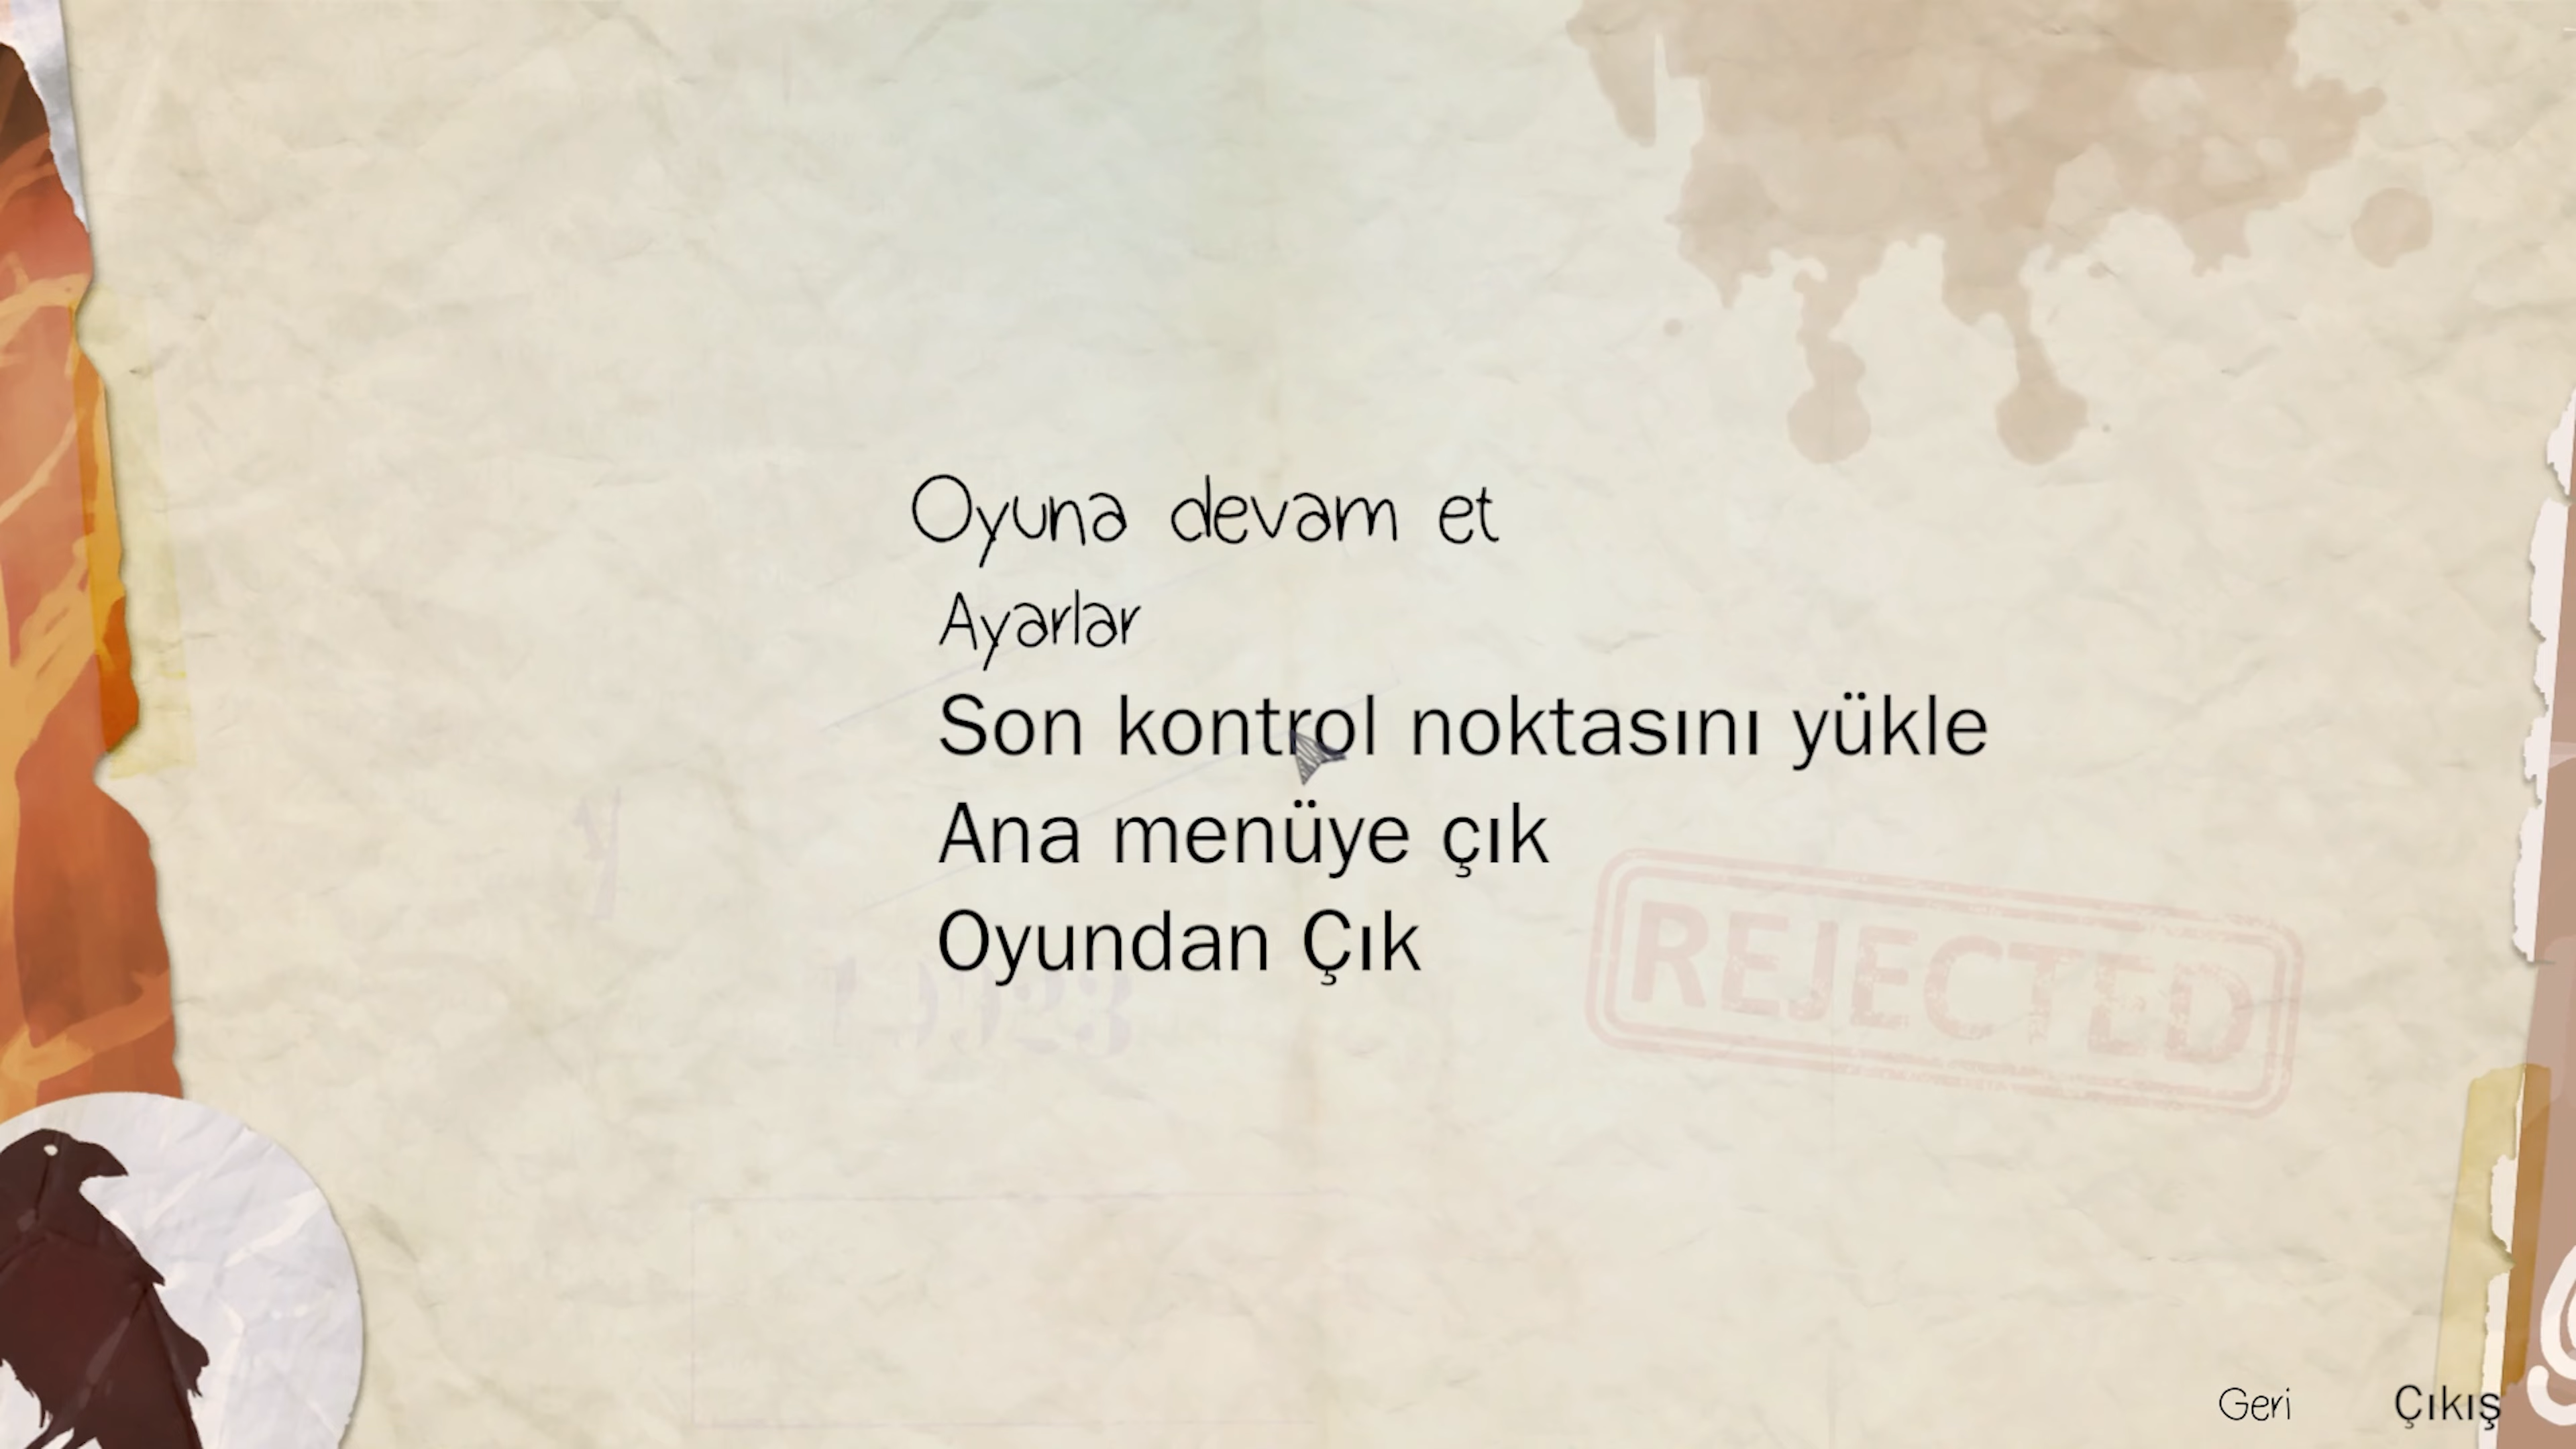 Oyuna devam et
Ayarlar
Son kontrol noktasını yükle
Ana menüye çık
Oyundan Çık
REJECTED
Geri
Çıkış